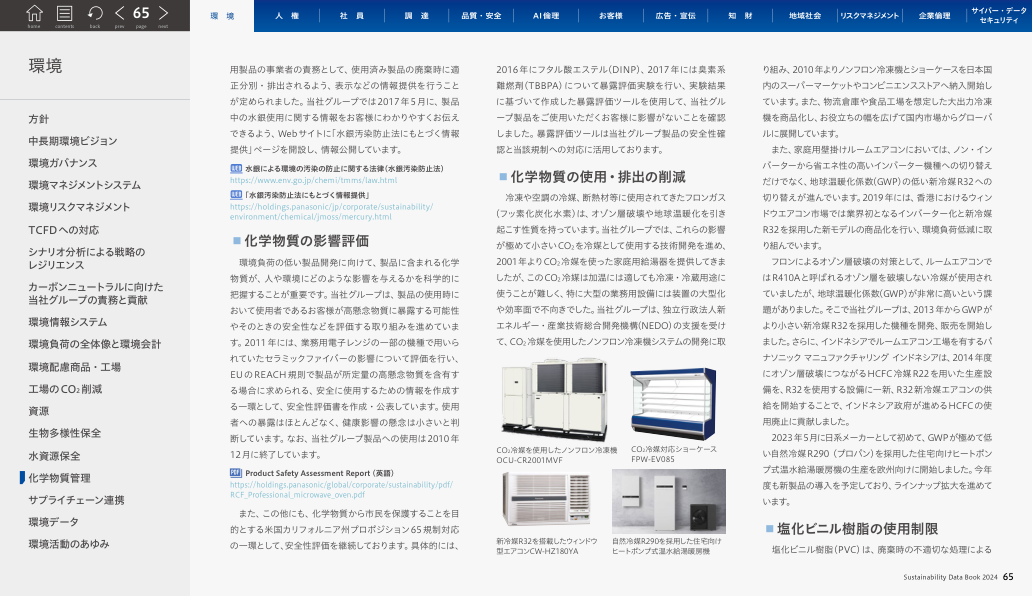 home
contents
back
prev
65
page
next
環 境
人 権
社 員
調 達
品質・安全
AI倫理
お客様
広告・宣伝
知 財
地域社会
リスクマネジメント
企業倫理
サイバー・データ
セキュリティ
環境
方針
中長期環境ビジョン
環境ガバナンス
環境マネジメントシステム
環境リスクマネジメント
TCFDへの対応
シナリオ分析による戦略の
レジリエンス
カーボンニュートラルに向けた
当社グループの責務と貢献
環境情報システム
環境負荷の全体像と環境会計
環境配慮商品・工場
工場のCO₂削減
資源
生物多様性保全
水資源保全
化学物質管理
サプライチェーン連携
環境データ
環境活動のあゆみ
用製品の事業者の責務として、使用済み製品の廃棄時に適
正分別・排出されるよう、表示などの情報提供を行うこと
が定められました。当社グループでは2017年5月に、製品
中の水銀使用に関する情報をお客様にわかりやすくお伝え
できるよう、Webサイトに「水銀汚染防止法にもとづく情報
提供」ページを開設し、情報公開しています。
水銀による環境の汚染の防止に関する法律（水銀汚染防止法）
https://www.env.go.jp/chemi/tmms/law.html
「水銀汚染防止法にもとづく情報提供」
https://holdings.panasonic/jp/corporate/sustainability/
environment/chemical/jmoss/mercury.html
■ 化学物質の影響評価
環境負荷の低い製品開発に向けて、製品に含まれる化学
物質が、人や環境にどのような影響を与えるかを科学的に
把握することが重要です。当社グループは、製品の使用時に
おいて使用者であるお客様が高懸念物質に暴露する可能性
やそのときの安全性などを評価する取り組みを進めていま
す。2011年には、業務用電子レンジの一部の機種で用いら
れていたセラミックファイバーの影響について評価を行い、
EUのREACH規則で製品が所定量の高懸念物質を含有す
る場合に求められる、安全に使用するための情報を作成す
る一環として、安全性評価書を作成・公表しています。使用
者への暴露はほとんどなく、健康影響の懸念は小さいと判
断しています。なお、当社グループ製品への使用は2010年
12月に終了しています。
PDF Product Safety Assessment Report（英語）
https://holdings.panasonic/global/corporate/sustainability/pdf/
RCF_Professional_microwave_oven.pdf
また、この他にも、化学物質から市民を保護することを目
的とする米国カリフォルニア州プロポジション65規制対応
の一環として、安全性評価を継続しております。具体的には、
2016年にフタル酸エステル（DINP）、2017年には臭素系
難燃剤（TBBPA）について暴露評価実験を行い、実験結果
に基づいて作成した暴露評価ツールを使用して、当社グル
ープ製品をご使用いただくお客様に影響がないことを確認
しました。暴露評価ツールは当社グループ製品の安全性確
認と当該規制への対応に活用しております。
■ 化学物質の使用・排出の削減
冷凍や空調の冷媒、断熱材等に使用されてきたフロンガス
（フッ素化炭化水素）は、オゾン層破壊や地球温暖化を引き
起こす性質を持っています。当社グループでは、これらの影響
が極めて小さいCO₂を冷媒として使用する技術開発を進め、
2001年よりCO₂冷媒を使った家庭用給湯器を提供してきま
したが、このCO₂冷媒は加温には適しても冷凍・冷蔵用途に
使うことが難しく、特に大型の業務用設備には装置の大型化
や効率面で不向きでした。当社グループは、独立行政法人新
エネルギー・産業技術総合開発機構（NEDO）の支援を受け
て、CO₂冷媒を使用したノンフロン冷凍機システムの開発に取
CO₂冷媒を使用したノンフロン冷凍機
OCU-CR2001MVF
CO₂冷媒対応ショーケース
FPW-EV085
新冷媒R32を搭載したウィンドウ
型エアコンCW-HZ180YA
自然冷媒R290を採用した住宅向け
ヒートポンプ式温水給湯暖房機
り組み、2010年よりノンフロン冷凍機とショーケースを日本国
内のスーパーマーケットやコンビニエンスストアへ納入開始し
ています。また、物流倉庫や食品工場を想定した大出力冷凍
機を商品化し、お役立ちの幅を広げて国内市場からグローバ
ルに展開しています。
また、家庭用壁掛けルームエアコンにおいては、ノン・イン
バーターから省エネ性の高いインバーター機種への切り替え
だけでなく、地球温暖化係数（GWP）の低い新冷媒R32への
切り替えが進んでいます。2019年には、香港におけるウィン
ドウエアコン市場では業界初となるインバーター化と新冷媒
R32を採用した新モデルの商品化を行い、環境負荷低減に取
り組んでいます。
フロンによるオゾン層破壊の対策として、ルームエアコンで
はR410Aと呼ばれるオゾン層を破壊しない冷媒が使用され
ていましたが、地球温暖化係数（GWP）が非常に高いという課
題がありました。そこで当社グループは、2013年からGWPが
より小さい新冷媒R32を採用した機種を開発、販売を開始し
ました。さらに、インドネシアでルームエアコン工場を有するパ
ナソニック マニュファクチャリング インドネシアは、2014年度
にオゾン層破壊につながるHCFC冷媒R22を用いた生産設
備を、R32を使用する設備に一新、R32新冷媒エアコンの供
給を開始することで、インドネシア政府が進めるHCFCの使
用廃止に貢献しました。
2023年5月に日系メーカーとして初めて、GWPが極めて低
い自然冷媒R290（プロパン）を採用した住宅向けヒートポン
プ式温水給湯暖房機の生産を欧州向けに開始しました。今年
度も新製品の導入を予定しており、ラインナップ拡大を進めて
います。
■ 塩化ビニル樹脂の使用制限
塩化ビニル樹脂（PVC）は、廃棄時の不適切な処理による
Sustainability Data Book 2024 65